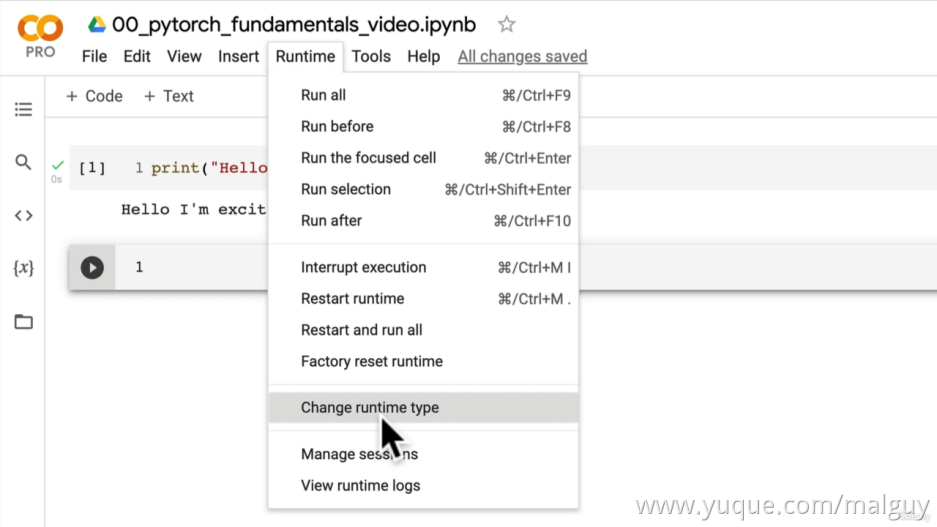 CO
PRO
00_pytorch_fundamentals_video.ipynb
File Edit View Insert Runtime Tools Help All changes saved
+ Code + Text
Run all ⌘/Ctrl+F9
Run before ⌘/Ctrl+F8
Run the focused cell ⌘/Ctrl+Enter
Run selection ⌘/Ctrl+Shift+Enter
Run after ⌘/Ctrl+F10
Interrupt execution ⌘/Ctrl+M I
Restart runtime ⌘/Ctrl+M .
Restart and run all
Factory reset runtime
Change runtime type
Manage sessions
View runtime logs
0s [1] 1 print("Hello
Hello I'm excit
1
{x}
www.yuque.com/malguy